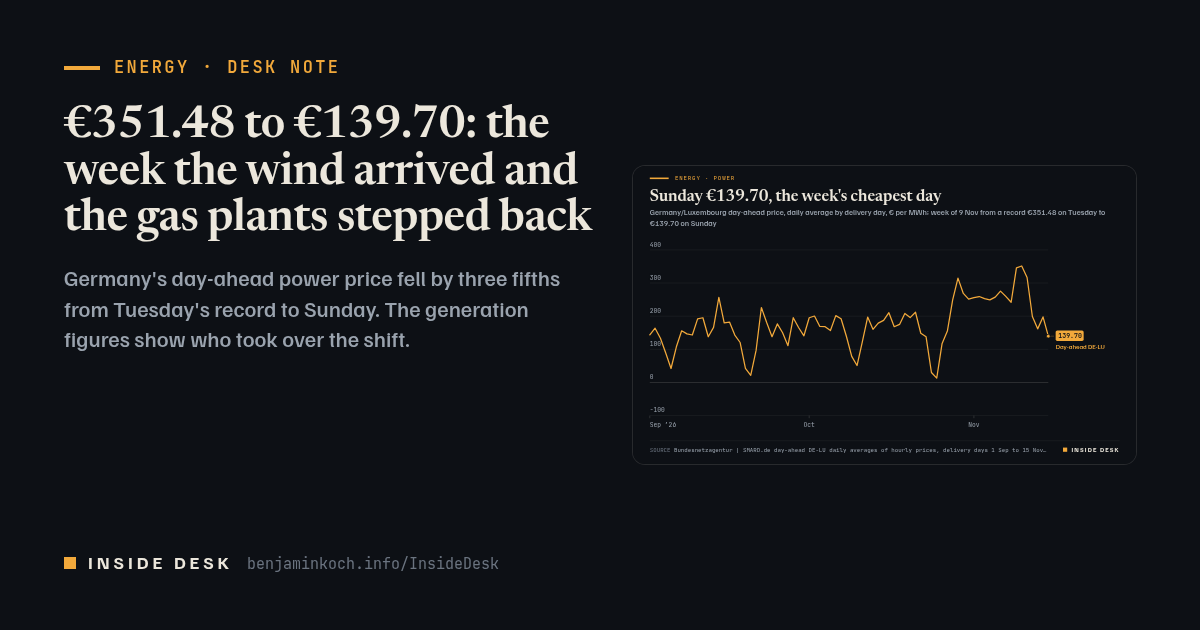 ENERGY · DESK NOTE
€351.48 to €139.70: the
week the wind arrived and
the gas plants stepped back
Germany's day-ahead power price fell by three fifths
from Tuesday's record to Sunday. The generation
figures show who took over the shift.
ENERGY · POWER
Sunday €139.70, the week's cheapest day
Germany/Luxembourg day-ahead price, daily average by delivery day, € per MWh: week of 9 Nov from a record €351.48 on Tuesday to
€139.70 on Sunday
400
300
200
100
0
-100
Sep '26
Oct
Nov
139.70
Day-ahead DE-LU
SOURCE Bundesnetzagentur | SMARD.de day-ahead DE-LU daily averages of hourly prices, delivery days 1 Sep to 15 Nov…
INSIDE DESK
INSIDE DESK benjaminkoch.info/InsideDesk